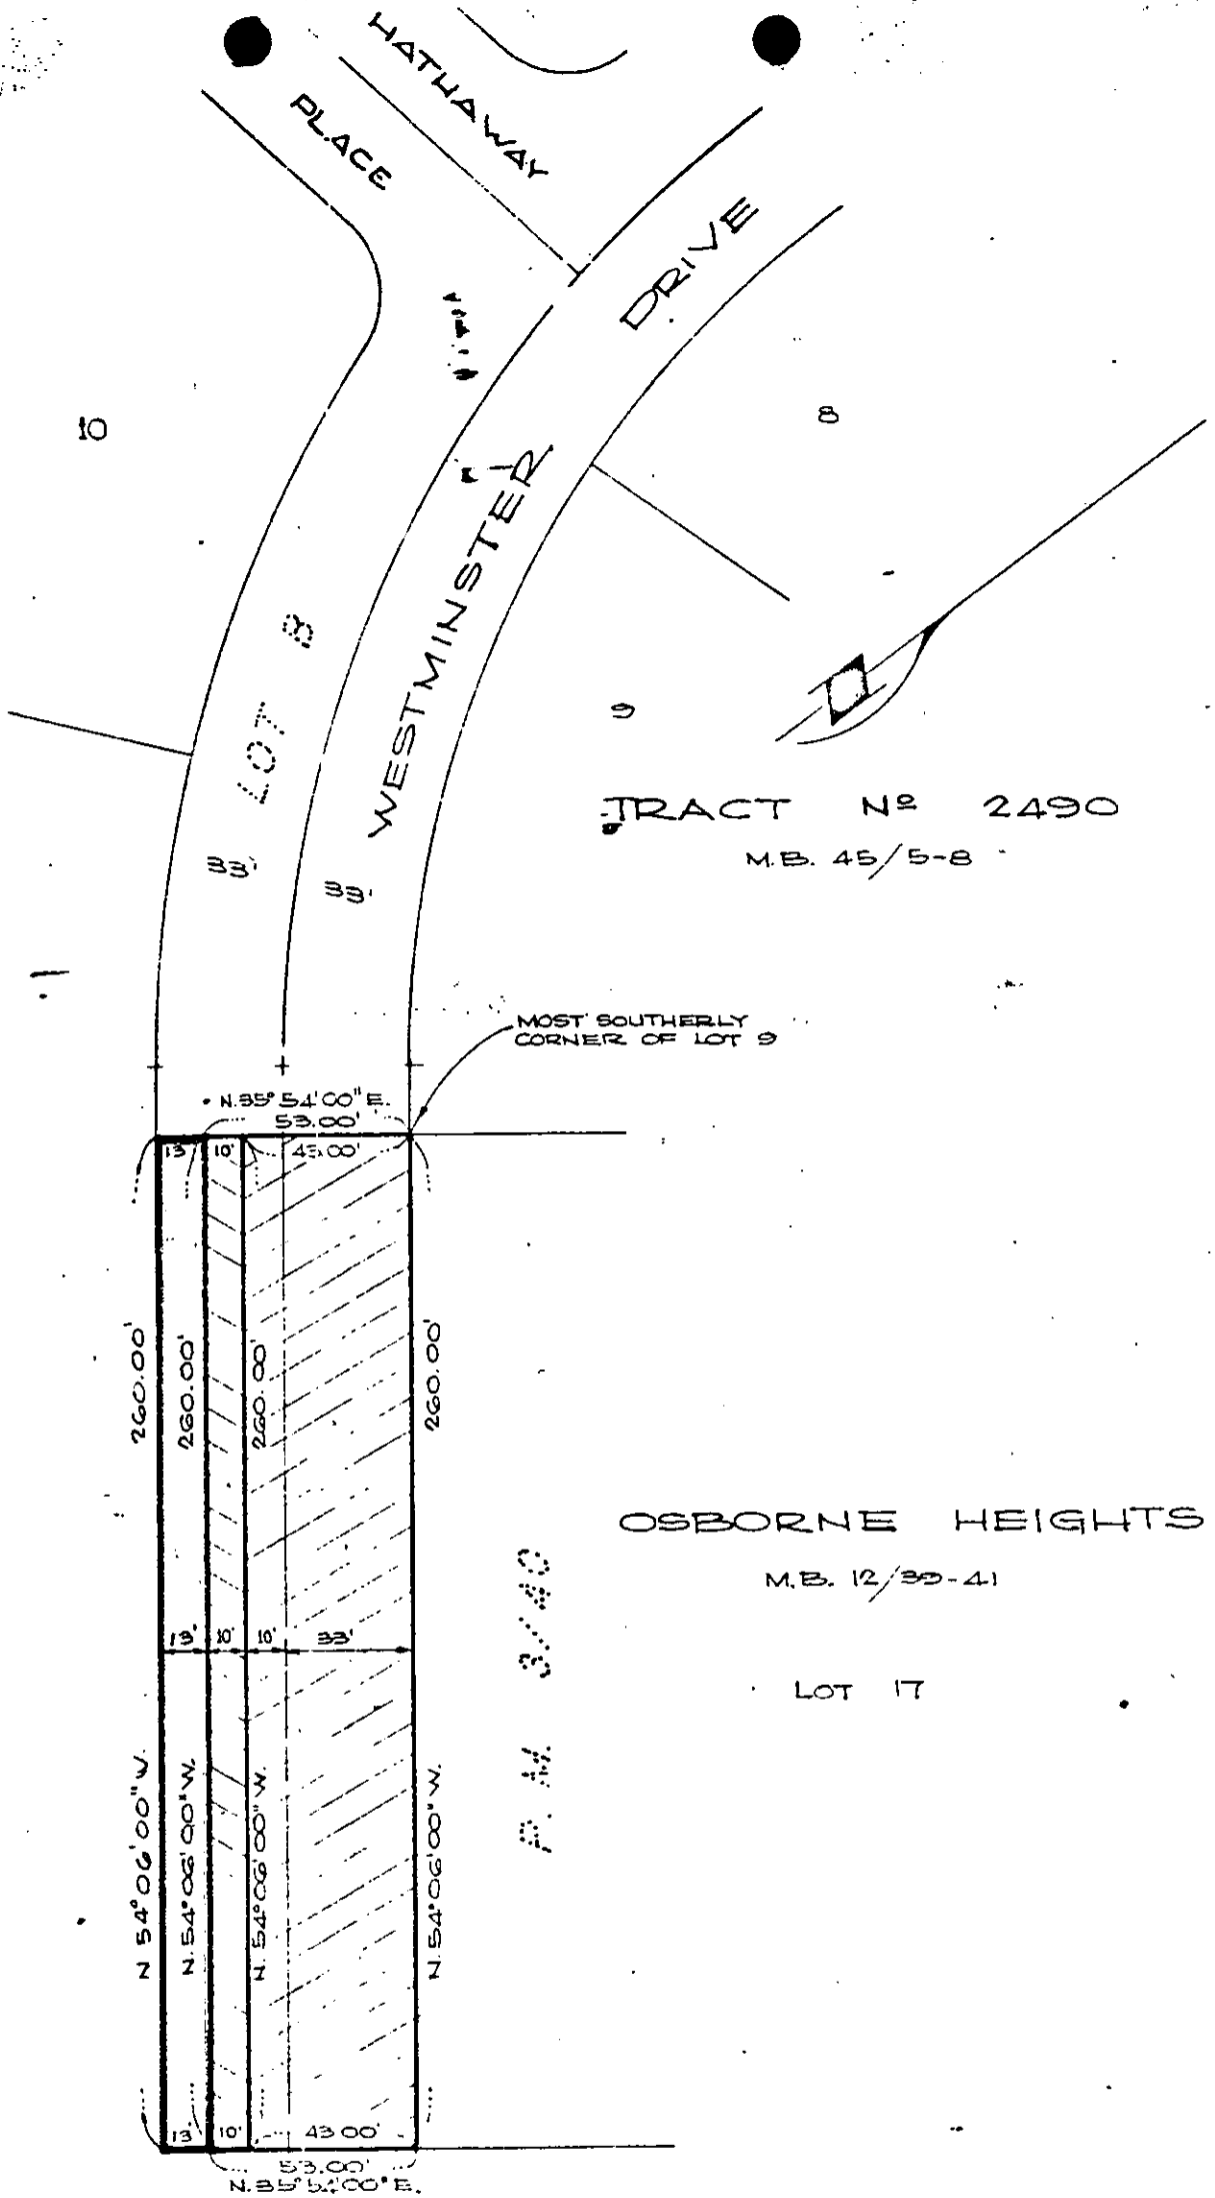 HATHAWAY
PLACE
DRIVE
10
8
WESTMINSTER
LOT B
9
TRACT Nº 2490
M.B. 45/5-8
33'
33'
MOST SOUTHERLY
CORNER OF LOT 9
N.35°54'00"E.
53.00'
13'
10'
43.00'
260.00'
260.00'
260.00'
260.00'
OSBORNE HEIGHTS
M.B. 12/39-41
P.M. 3/40
13'
10'
10'
33'
LOT 17
N 54°06'00"W.
N.54°06'00"W.
N.54°06'00"W.
N.54°06'00"W.
13'
10'
43.00'
53.00'
N.35°54'00"E.